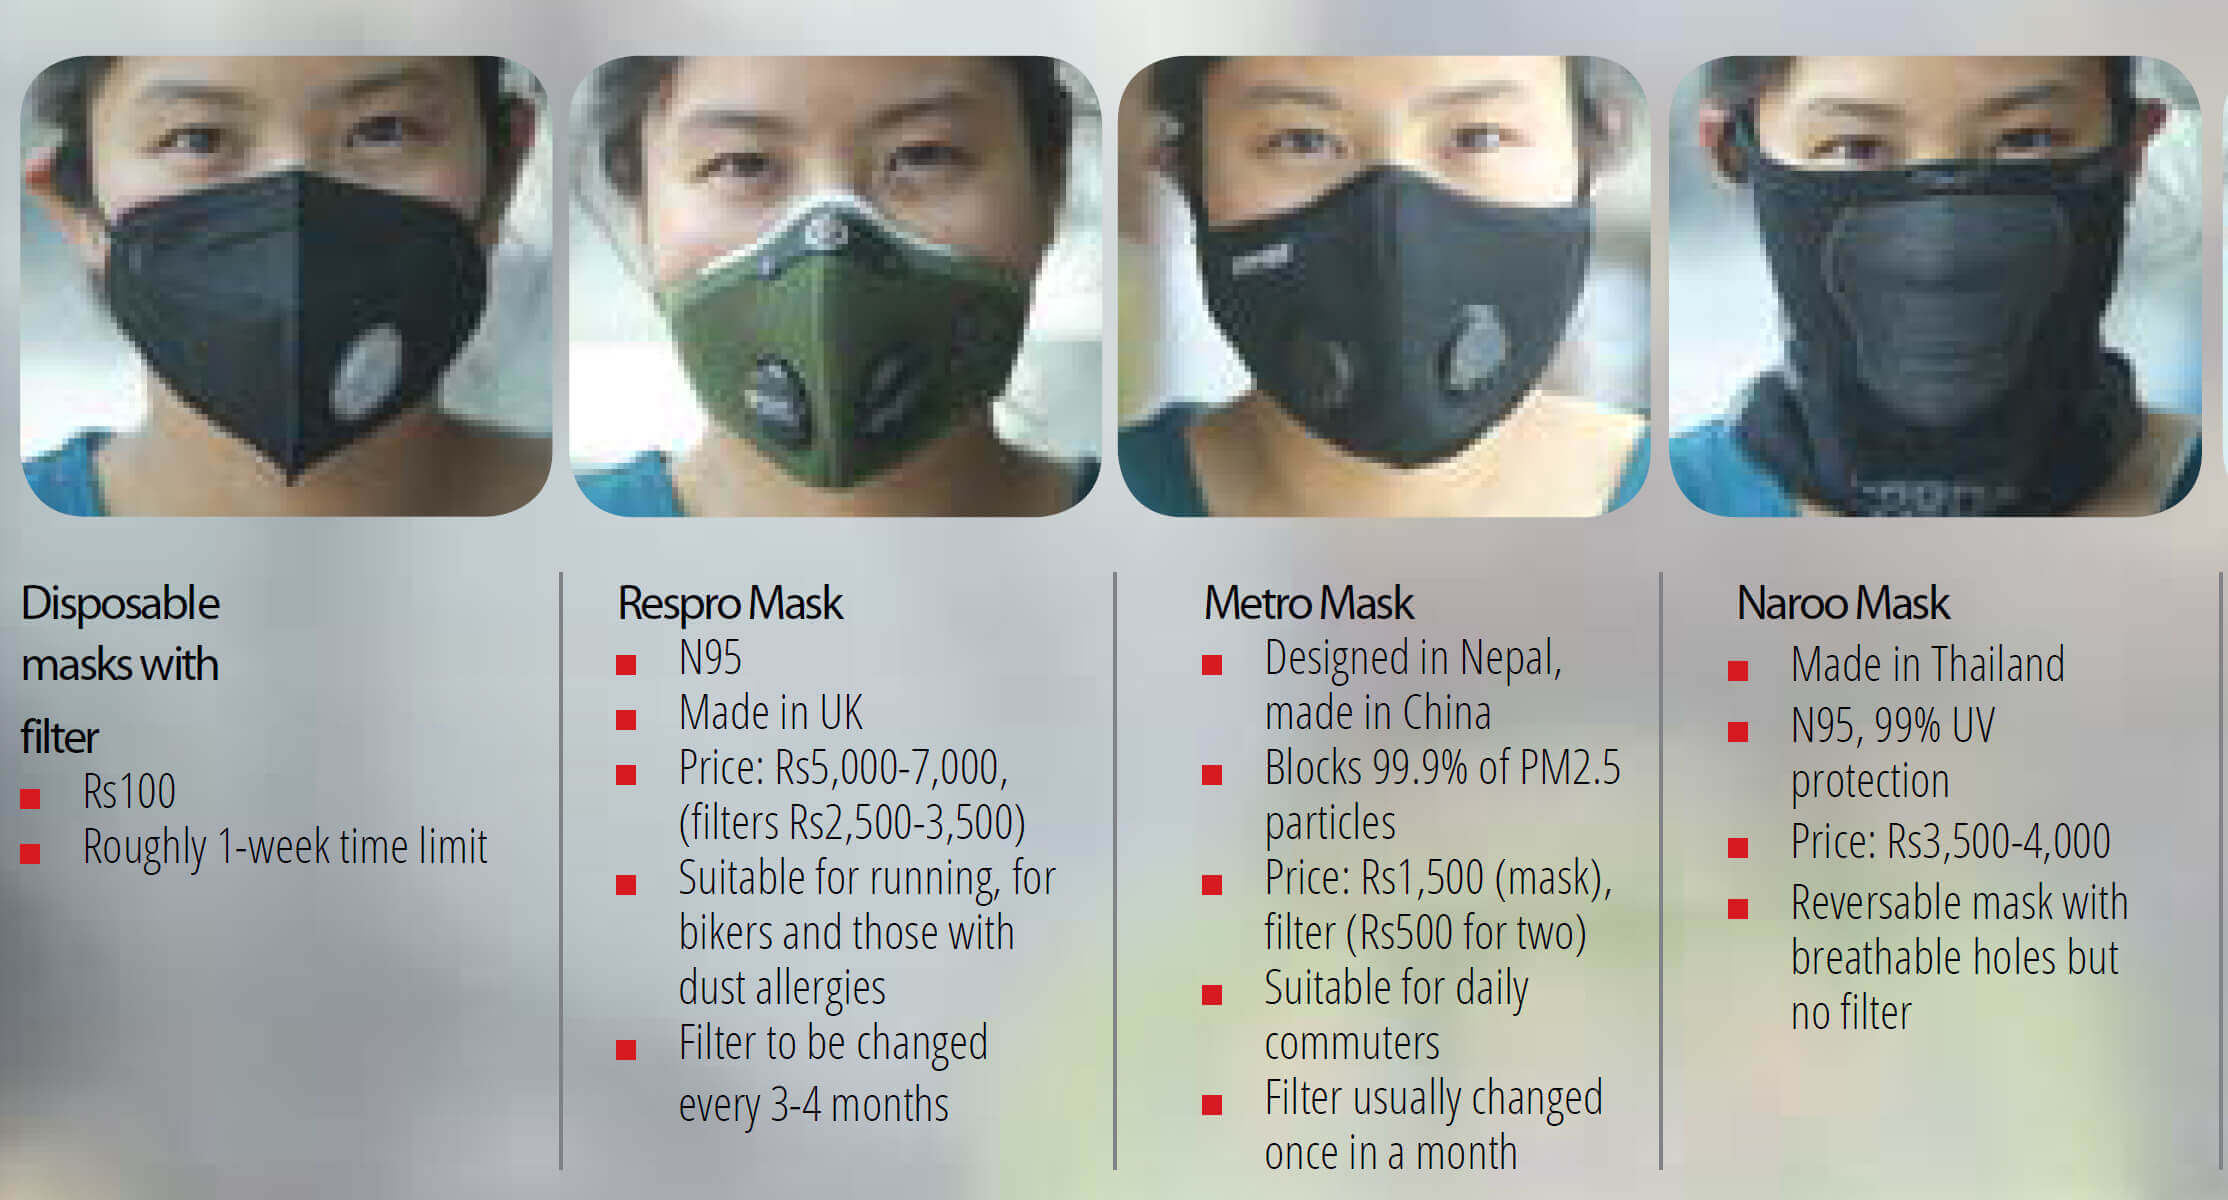 Disposable
masks with
filter
Rs100
Roughly 1-week time limit
Respro Mask
N95
Made in UK
Price: Rs5,000-7,000,
(filters Rs2,500-3,500)
Suitable for running, for
bikers and those with
dust allergies
Filter to be changed
every 3-4 months
Metro Mask
Designed in Nepal,
made in China
Blocks 99.9% of PM2.5
particles
Price: Rs1,500 (mask),
filter (Rs500 for two)
Suitable for daily
commuters
Filter usually changed
once in a month
Naroo Mask
Made in Thailand
N95, 99% UV
protection
Price: Rs3,500-4,000
Reversable mask with
breathable holes but
no filter